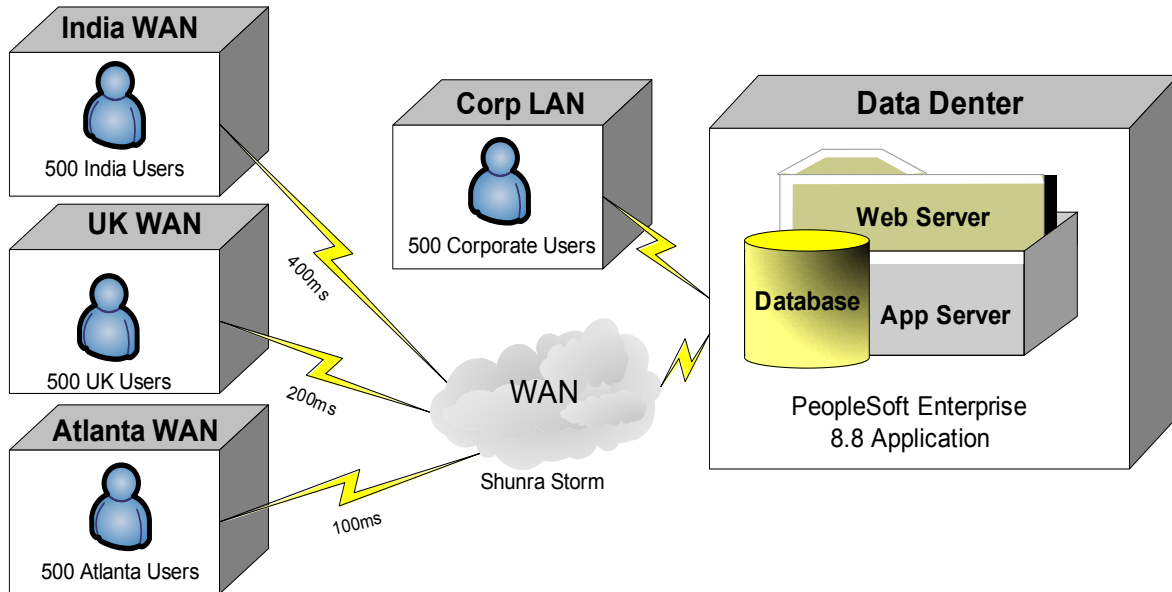 India WAN
500 India Users
UK WAN
500 UK Users
Atlanta WAN
500 Atlanta Users
400ms
200ms
100ms
Corp LAN
500 Corporate Users
WAN
Shunra Storm
Data Denter
Web Server
Database
App Server
PeopleSoft Enterprise
8.8 Application